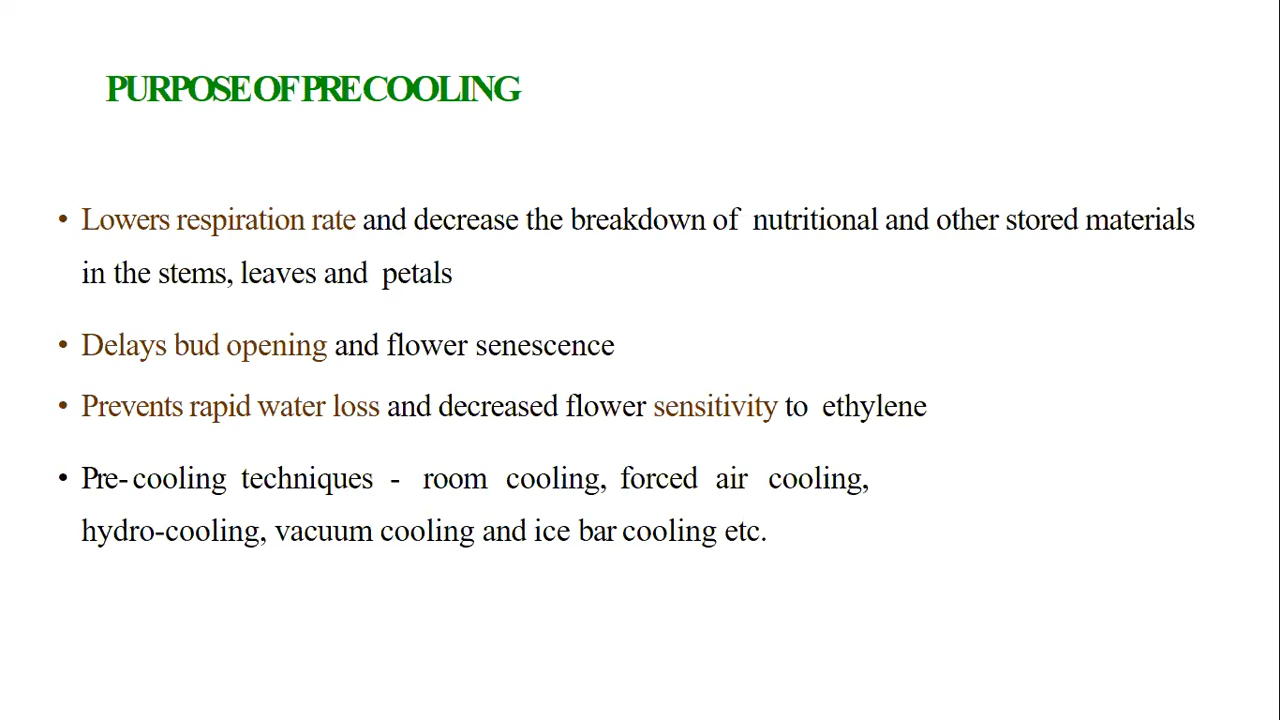 PURPOSE OF PRE COOLING
• Lowers respiration rate and decrease the breakdown of nutritional and other stored materials
in the stems, leaves and petals
• Delays bud opening and flower senescence
• Prevents rapid water loss and decreased flower sensitivity to ethylene
• Pre- cooling techniques - room cooling, forced air cooling,
hydro-cooling, vacuum cooling and ice bar cooling etc.